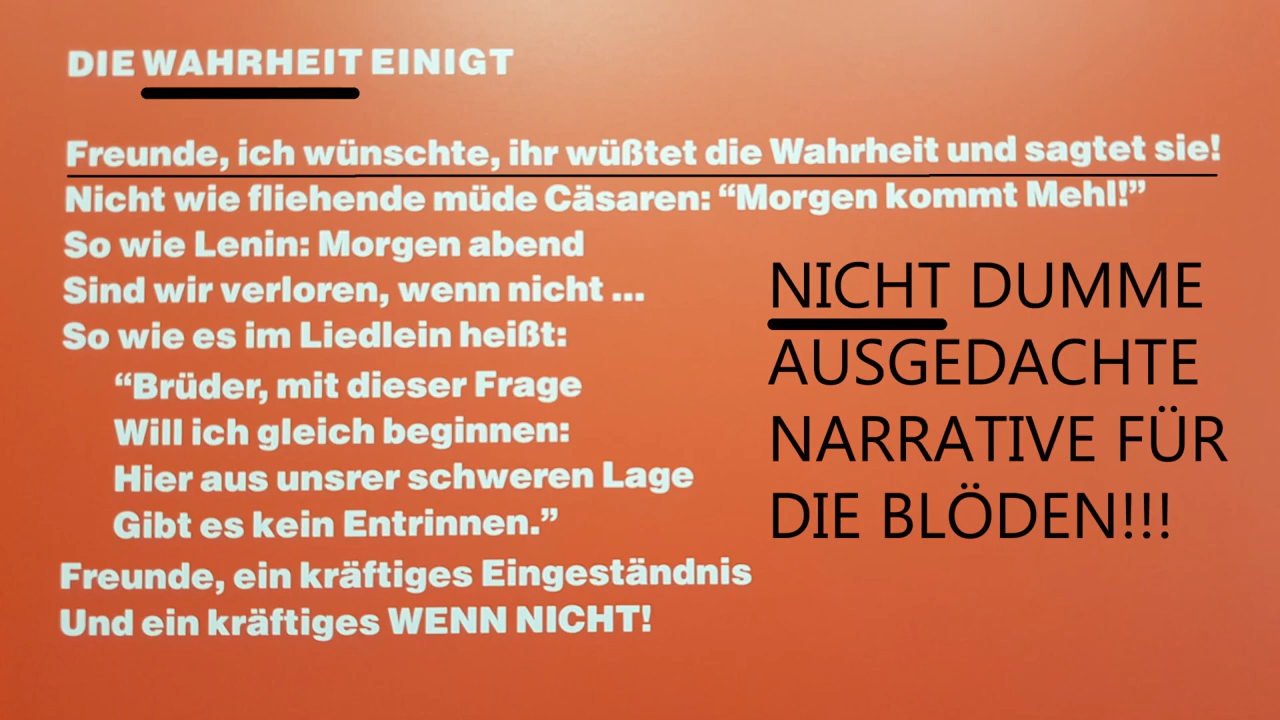 DIE WAHRHEIT EINIGT
Freunde, ich wünschte, ihr wüßtet die Wahrheit und sagtet sie!
Nicht wie fliehende müde Cäsaren: “Morgen kommt Mehl!”
So wie Lenin: Morgen abend
Sind wir verloren, wenn nicht ...
So wie es im Liedlein heißt:
“Brüder, mit dieser Frage
Will ich gleich beginnen:
Hier aus unsrer schweren Lage
Gibt es kein Entrinnen.”
Freunde, ein kräftiges Eingeständnis
Und ein kräftiges WENN NICHT!
NICHT DUMME
AUSGEDACHTE
NARRATIVE FÜR
DIE BLÖDEN!!!